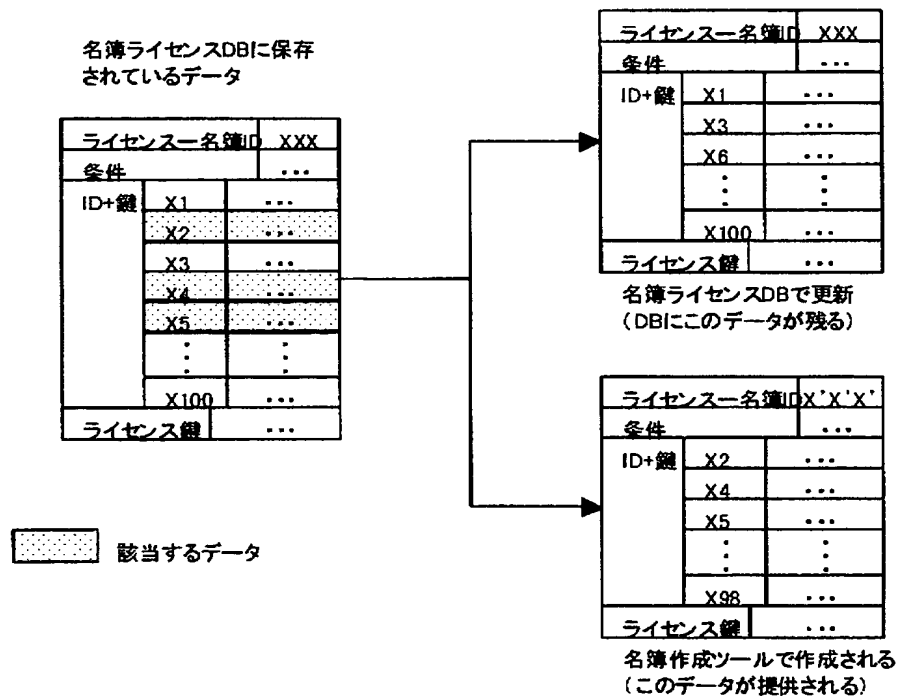 名簿ライセンスDBに保存
されているデータ
ライセンスー名簿ID XXX
条件 ...
ID+鍵 X1 ...
X2 ...
X3 ...
X4 ...
X5 ...
: :
X100 ...
ライセンス鍵 ...
該当するデータ
ライセンスー名簿ID XXX
条件 ...
ID+鍵 X1 ...
X3 ...
X6 ...
: :
X100 ...
ライセンス鍵 ...
名簿ライセンスDBで更新
(DBにこのデータが残る)
ライセンスー名簿ID X'X'X'
条件 ...
ID+鍵 X2 ...
X4 ...
X5 ...
: :
X98 ...
ライセンス鍵 ...
名簿作成ツールで作成される
(このデータが提供される)